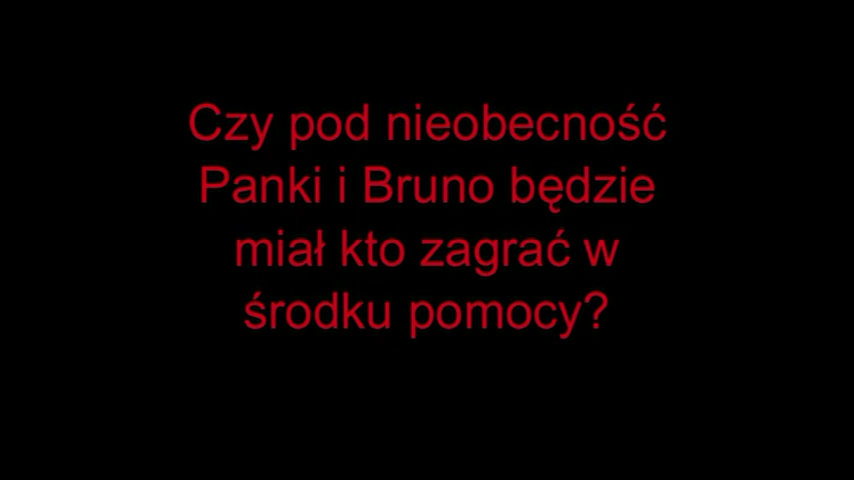 Czy pod nieobecność
Panki i Bruno będzie
miał kto zagrać w
środku pomocy?